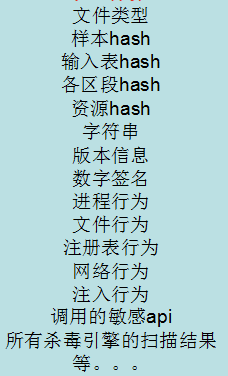 文件类型
样本hash
输入表hash
各区段hash
资源hash
字符串
版本信息
数字签名
进程行为
文件行为
注册表行为
网络行为
注入行为
调用的敏感api
所有杀毒引擎的扫描结果
等。。。